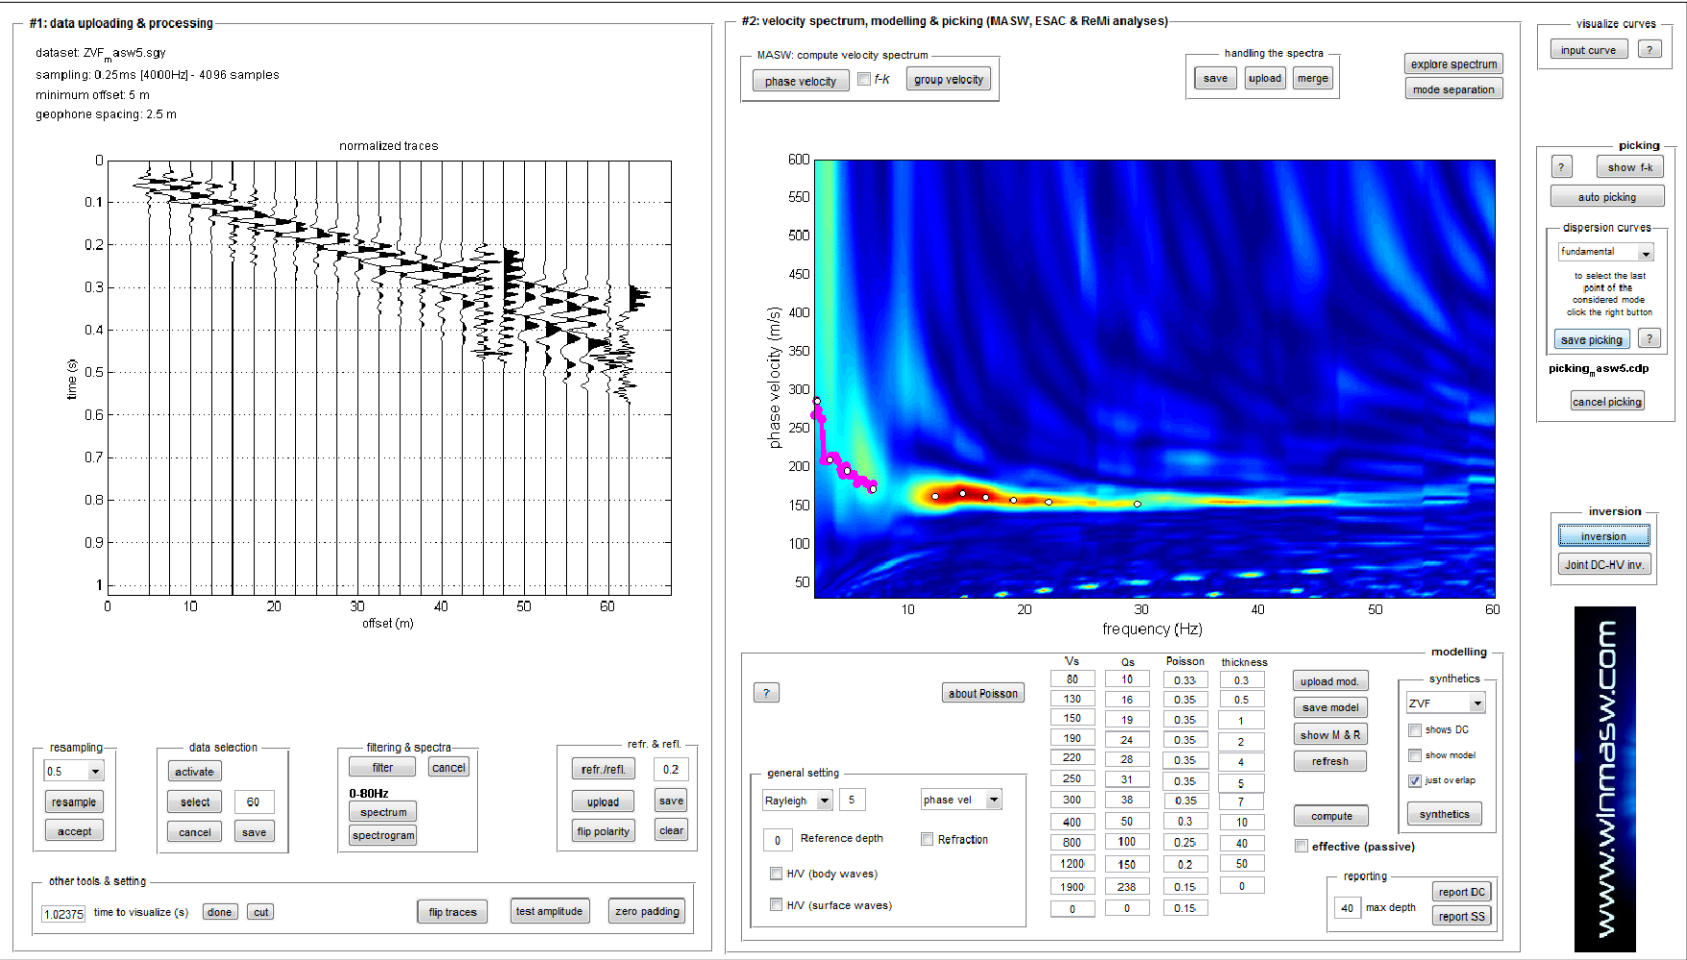 #1: data uploading & processing
dataset: ZVF_masw5.sgy
sampling: 0.25ms [4000Hz] - 4096 samples
minimum offset: 5 m
geophone spacing: 2.5 m
normalized traces
0
0.1
0.2
0.3
0.4
0.5
0.6
0.7
0.8
0.9
1
time (s)
0 10 20 30 40 50 60
offset (m)
resampling
0.5
resample
accept
data selection
activate
select 60
cancel save
filtering & spectra
filter cancel
0-80Hz
spectrum
spectrogram
refr. & refl.
refr./refl. 0.2
upload save
flip polarity clear
other tools & setting
1.02375 time to visualize (s) done cut flip traces test amplitude zero padding
#2: velocity spectrum, modelling & picking (MASW, ESAC & ReMi analyses)
MASW: compute velocity spectrum
phase velocity f-k group velocity
handling the spectra
save upload merge
explore spectrum
mode separation
600
550
500
450
400
350
300
250
200
150
100
50
phase velocity (m/s)
10 20 30 40 50 60
frequency (Hz)
modelling
? about Poisson
general setting
Rayleigh 5 phase vel
0 Reference depth Refraction
H/V (body waves)
H/V (surface waves)
Vs Qs Poisson thickness
80 10 0.33 0.3
130 16 0.35 0.5
150 19 0.35 1
190 24 0.35 2
220 28 0.35 4
250 31 0.35 5
300 38 0.35 7
400 50 0.3 10
800 100 0.25 40
1200 150 0.2 50
1900 238 0.15 0
0 0 0.15
upload mod.
save model
show M & R
refresh
compute
effective (passive)
synthetics
ZVF
shows DC
show model
just overlap
synthetics
reporting
40 max depth
report DC
report SS
visualize curves
input curve ?
picking
? show f-k
auto picking
dispersion curves
fundamental
to select the last
point of the
considered mode
click the right button
save picking ?
picking_masw5.cdp
cancel picking
inversion
inversion
Joint DC-HV inv.
www.winmasw.com